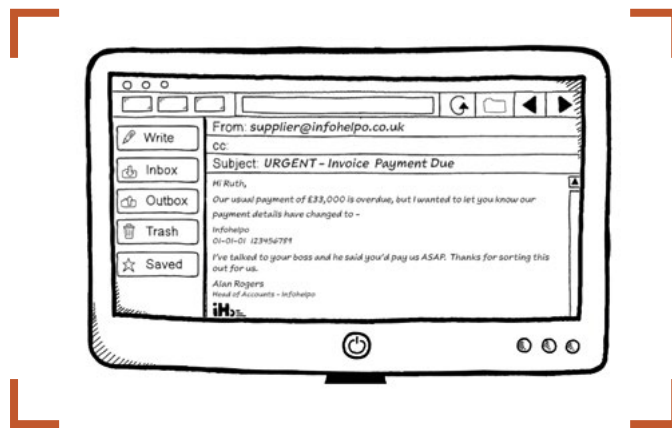 Write
Inbox
Outbox
Trash
Saved
From: supplier@infohelpo.co.uk
cc:
Subject: URGENT - Invoice Payment Due
Hi Ruth,
Our usual payment of £33,000 is overdue, but I wanted to let you know our
payment details have changed to -
Infohelpo
01-01-01 123456789
I've talked to your boss and he said you'd pay us ASAP. Thanks for sorting this
out for us.
Alan Rogers
Head of Accounts - Infohelpo
iH